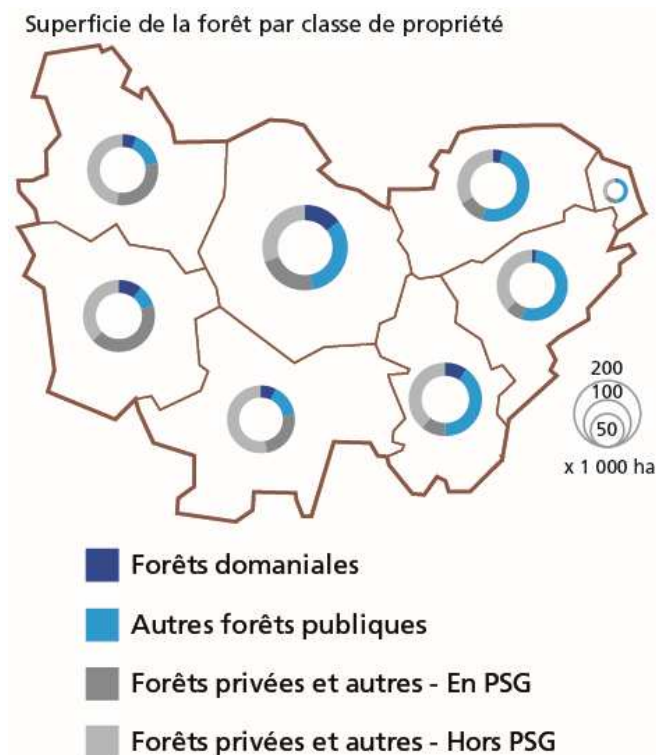 Superficie de la forêt par classe de propriété
200
100
50
x 1 000 ha
Forêts domaniales
Autres forêts publiques
Forêts privées et autres - En PSG
Forêts privées et autres - Hors PSG